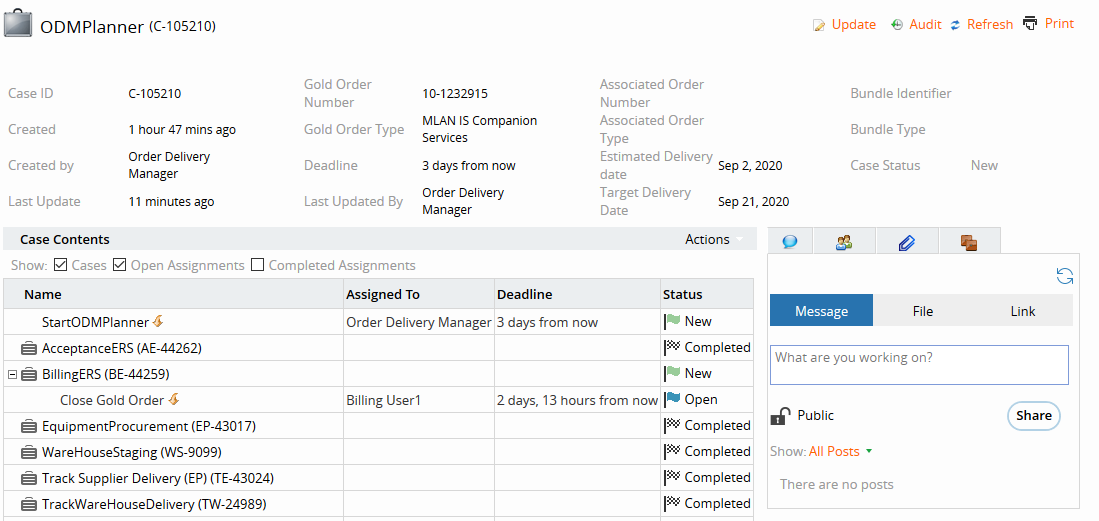 ODMPlanner (C-105210)
Update Audit Refresh Print
Case ID C-105210 Gold Order Number 10-1232915 Associated Order Number Bundle Identifier
Created 1 hour 47 mins ago Gold Order Type MLAN IS Companion Services Associated Order Type Bundle Type
Created by Order Delivery Manager Deadline 3 days from now Estimated Delivery date Sep 2, 2020 Case Status New
Last Update 11 minutes ago Last Updated By Order Delivery Manager Target Delivery Date Sep 21, 2020
Case Contents Actions
Show: Cases Open Assignments Completed Assignments
Name Assigned To Deadline Status
StartODMPlanner Order Delivery Manager 3 days from now New
AcceptanceERS (AE-44262) Completed
BillingERS (BE-44259) New
Close Gold Order Billing User1 2 days, 13 hours from now Open
EquipmentProcurement (EP-43017) Completed
WareHouseStaging (WS-9099) Completed
Track Supplier Delivery (EP) (TE-43024) Completed
TrackWareHouseDelivery (TW-24989) Completed
Message File Link
What are you working on?
Public Share
Show: All Posts
There are no posts